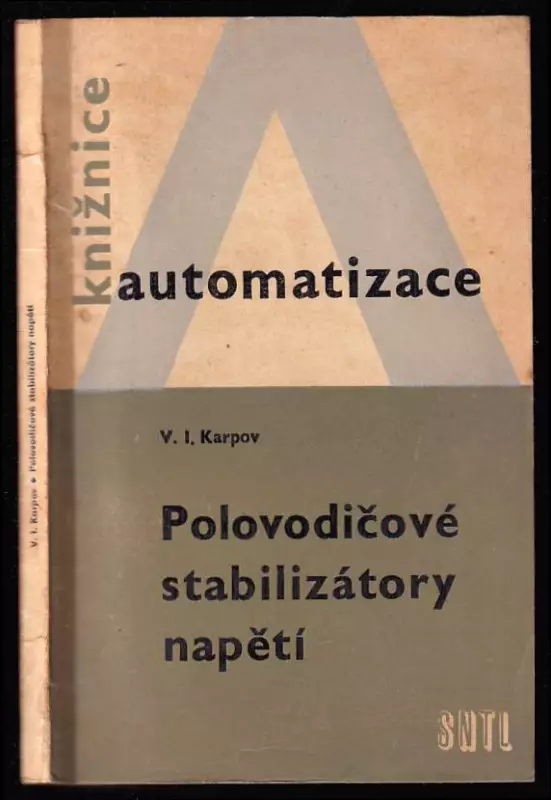 knižnice
automatizace
V. I. Karpov
Polovodičové
stabilizátory
napětí
SNTL
V. I. Karpov • Polovodičové stabilizátory napětí